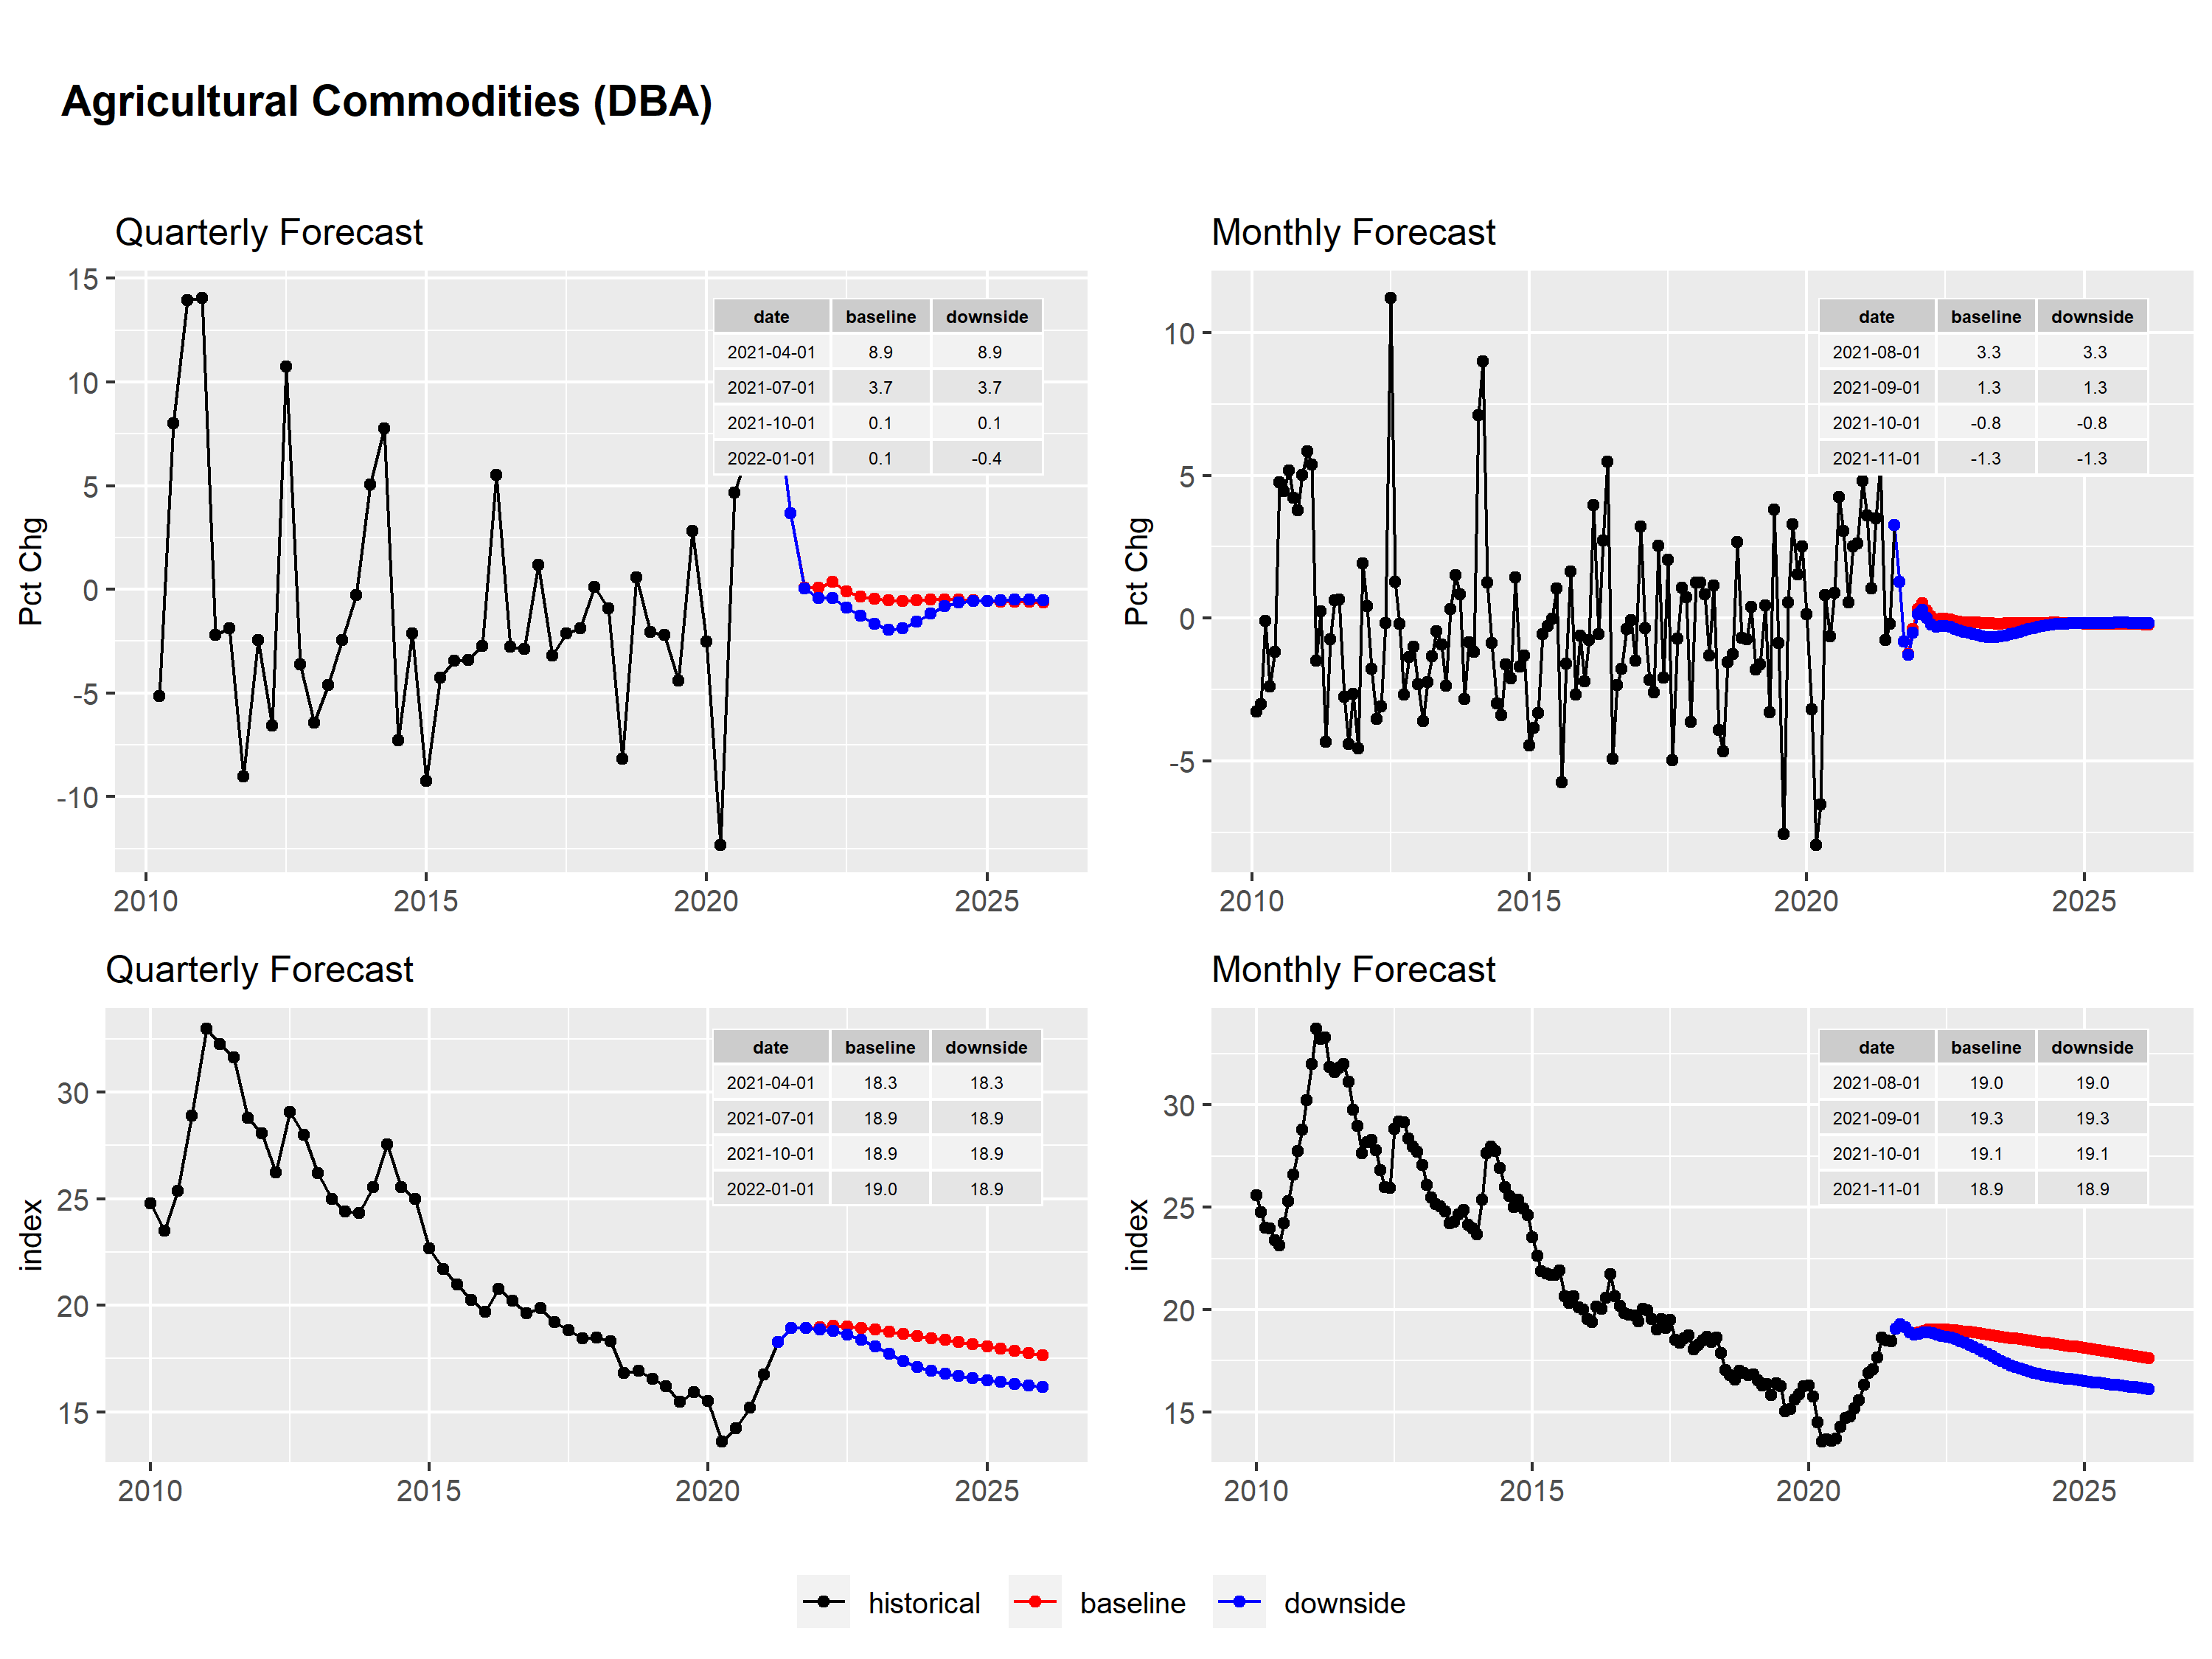 Agricultural Commodities (DBA)
Quarterly Forecast
Pct Chg
15
10
5
0
-5
-10
2010 2015 2020 2025
date baseline downside
2021-04-01 8.9 8.9
2021-07-01 3.7 3.7
2021-10-01 0.1 0.1
2022-01-01 0.1 -0.4
Monthly Forecast
Pct Chg
10
5
0
-5
2010 2015 2020 2025
date baseline downside
2021-08-01 3.3 3.3
2021-09-01 1.3 1.3
2021-10-01 -0.8 -0.8
2021-11-01 -1.3 -1.3
Quarterly Forecast
index
30
25
20
15
2010 2015 2020 2025
date baseline downside
2021-04-01 18.3 18.3
2021-07-01 18.9 18.9
2021-10-01 18.9 18.9
2022-01-01 19.0 18.9
Monthly Forecast
index
30
25
20
15
2010 2015 2020 2025
date baseline downside
2021-08-01 19.0 19.0
2021-09-01 19.3 19.3
2021-10-01 19.1 19.1
2021-11-01 18.9 18.9
historical baseline downside